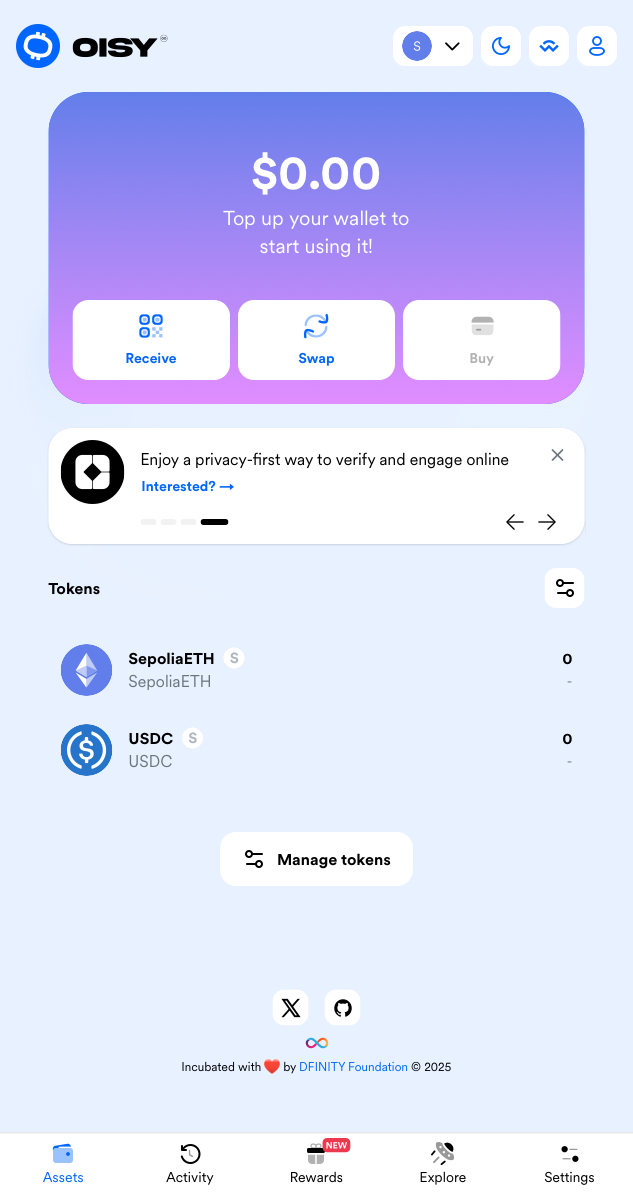 OISY
S
$0.00
Top up your wallet to
start using it!
Receive
Swap
Buy
Enjoy a privacy-first way to verify and engage online
Interested? →
Tokens
SepoliaETH S
0
SepoliaETH
-
USDC S
0
USDC
-
Manage tokens
Incubated with ❤️ by DFINITY Foundation © 2025
NEW
Assets
Activity
Rewards
Explore
Settings